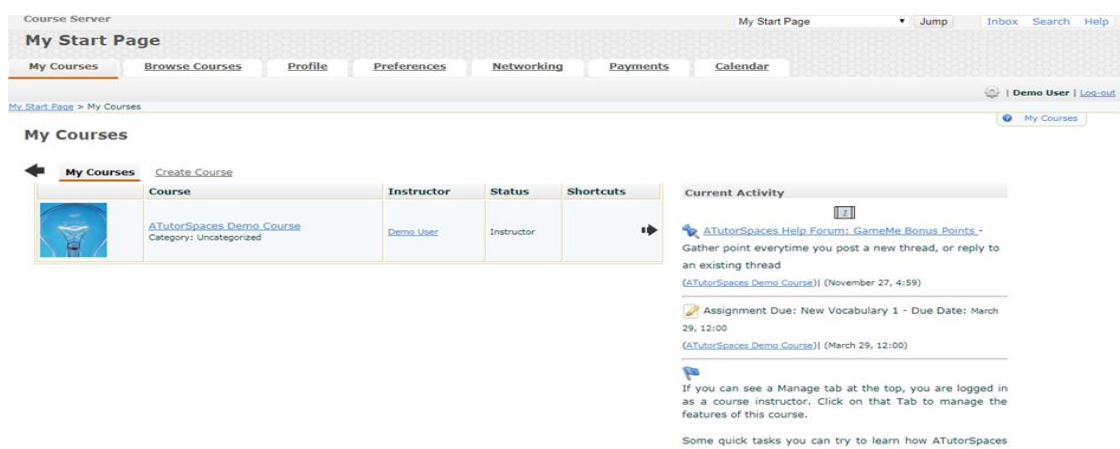 Course Server
My Start Page Jump Inbox Search Help
My Start Page
My Courses Browse Courses Profile Preferences Networking Payments Calendar
| Demo User | Log-out
My Start Page > My Courses
My Courses
My Courses
My Courses Create Course
Course Instructor Status Shortcuts
ATutorSpaces Demo Course
Category: Uncategorized
Demo User Instructor
Current Activity
1
ATutorSpaces Help Forum: GameMe Bonus Points -
Gather point everytime you post a new thread, or reply to
an existing thread
(ATutorSpaces Demo Course)| (November 27, 4:59)
Assignment Due: New Vocabulary 1 - Due Date: March
29, 12:00
(ATutorSpaces Demo Course)| (March 29, 12:00)
If you can see a Manage tab at the top, you are logged in
as a course instructor. Click on that Tab to manage the
features of this course.
Some quick tasks you can try to learn how ATutorSpaces